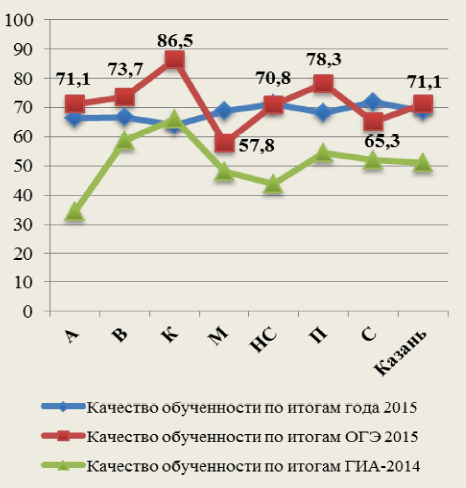 100
90
80
70
60
50
40
30
20
10
0
71,1
73,7
86,5
57,8
70,8
78,3
65,3
71,1
А
В
К
М
НС
П
С
Казань
Качество обученности по итогам года 2015
Качество обученности по итогам ОГЭ 2015
Качество обученности по итогам ГИА-2014